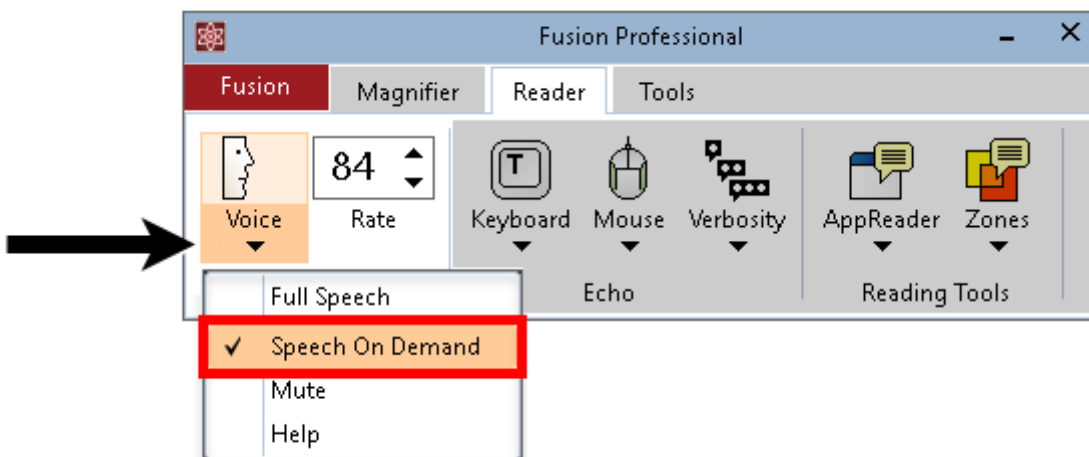 Fusion Professional
Fusion Magnifier Reader Tools
84
Voice Rate Keyboard Mouse Verbosity AppReader Zones
Echo Reading Tools
Full Speech
Speech On Demand
Mute
Help